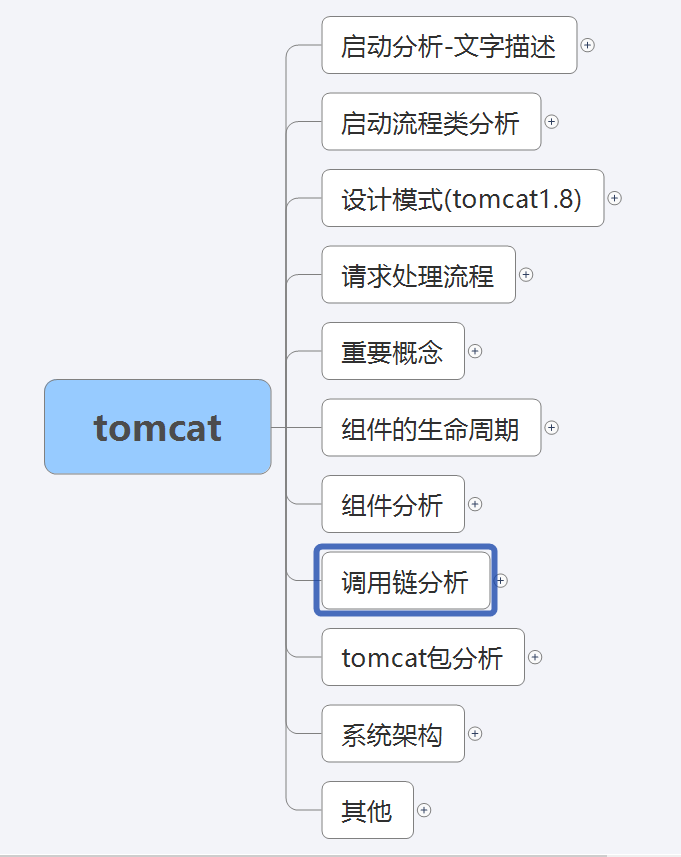 启动分析-文字描述
启动流程类分析
设计模式(tomcat1.8)
请求处理流程
重要概念
tomcat
组件的生命周期
组件分析
调用链分析
tomcat包分析
系统架构
其他